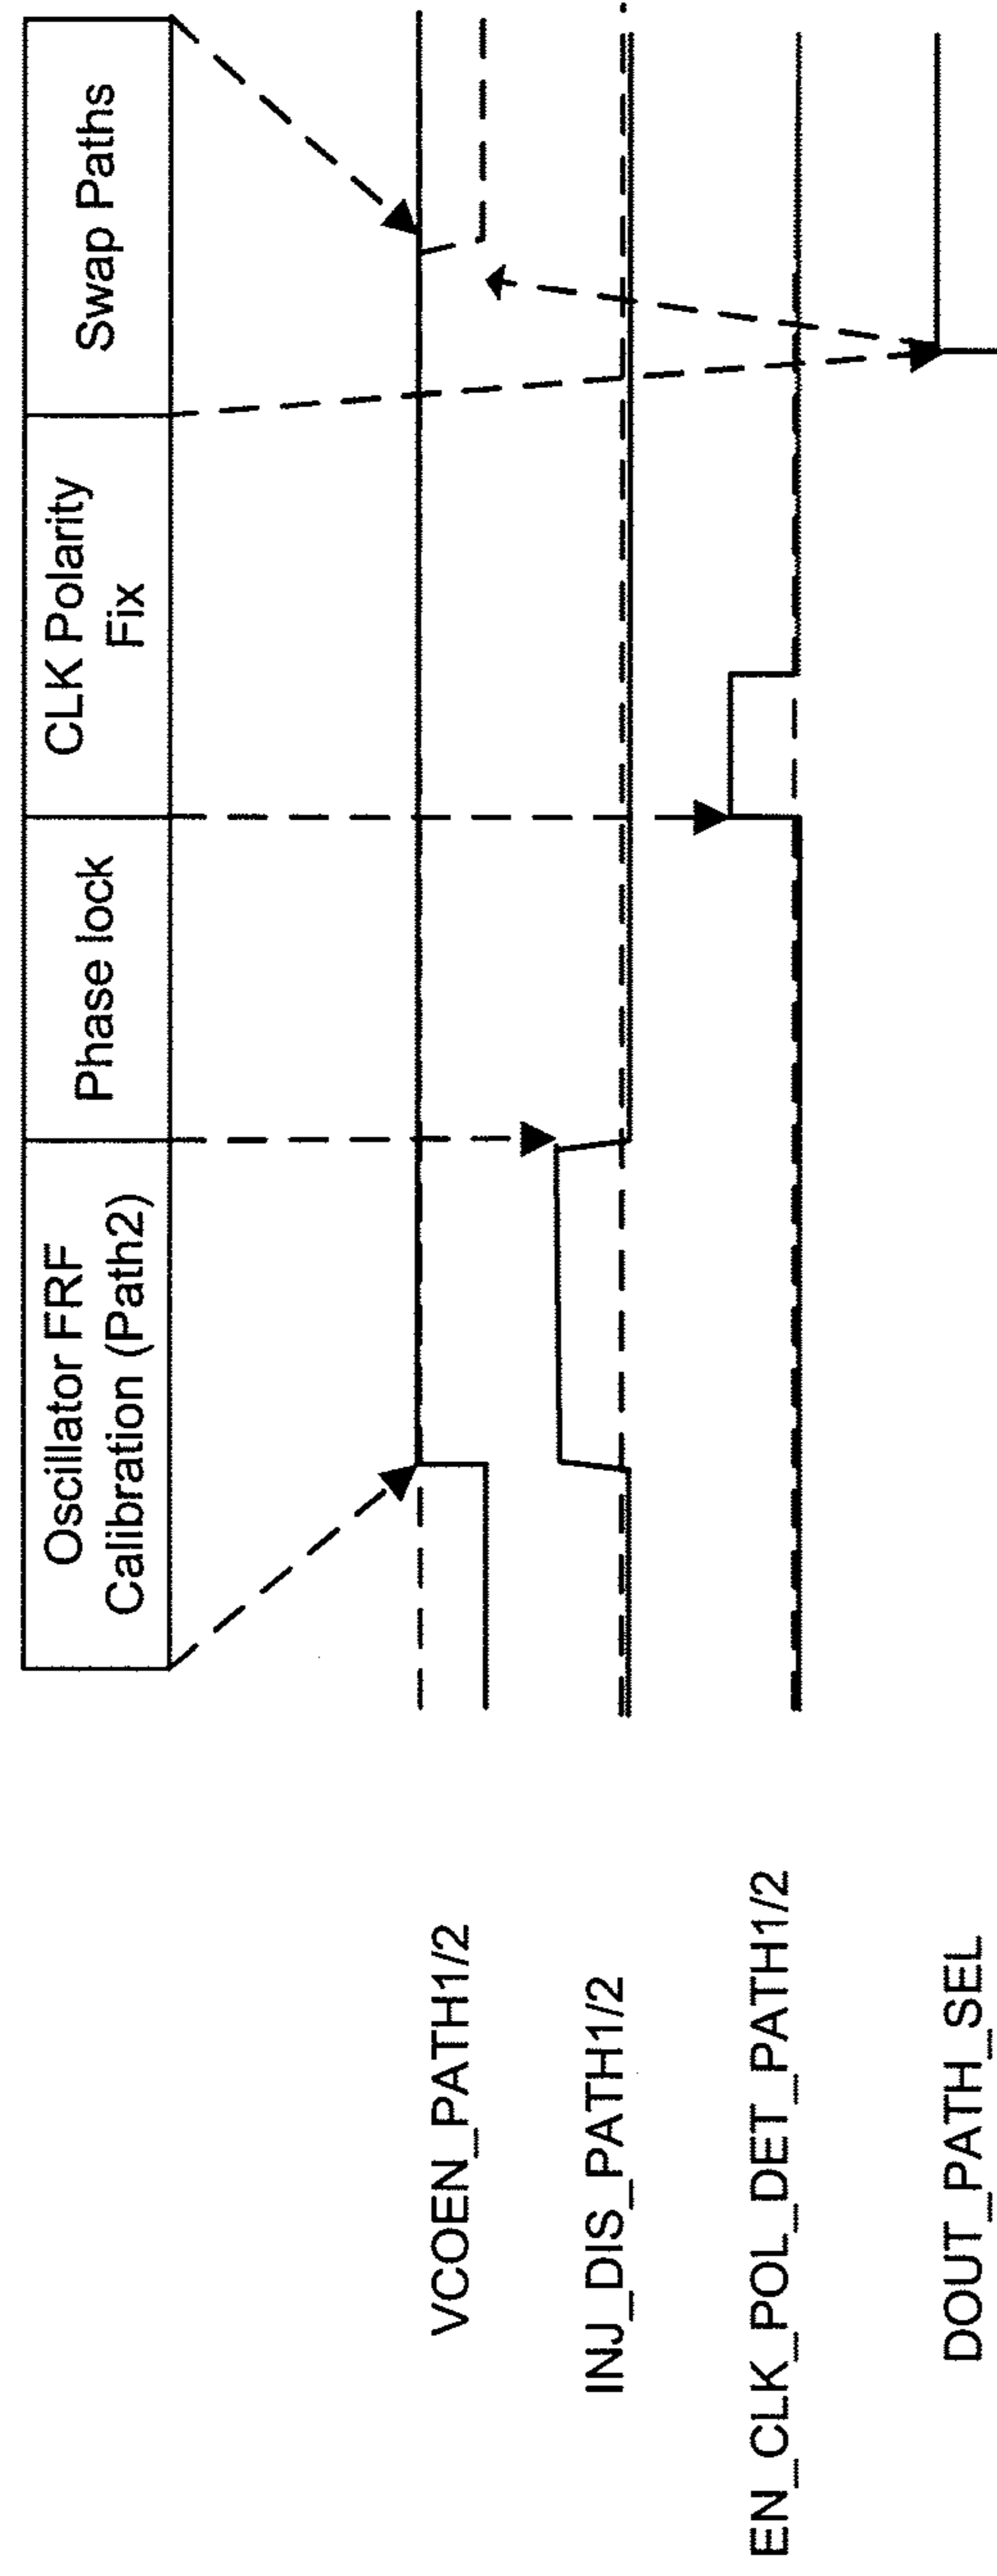 Oscillator FRF
Calibration (Path2)
Phase lock
CLK Polarity
Fix
Swap Paths
VCOEN_PATH1/2
INJ_DIS_PATH1/2
EN_CLK_POL_DET_PATH1/2
DOUT_PATH_SEL